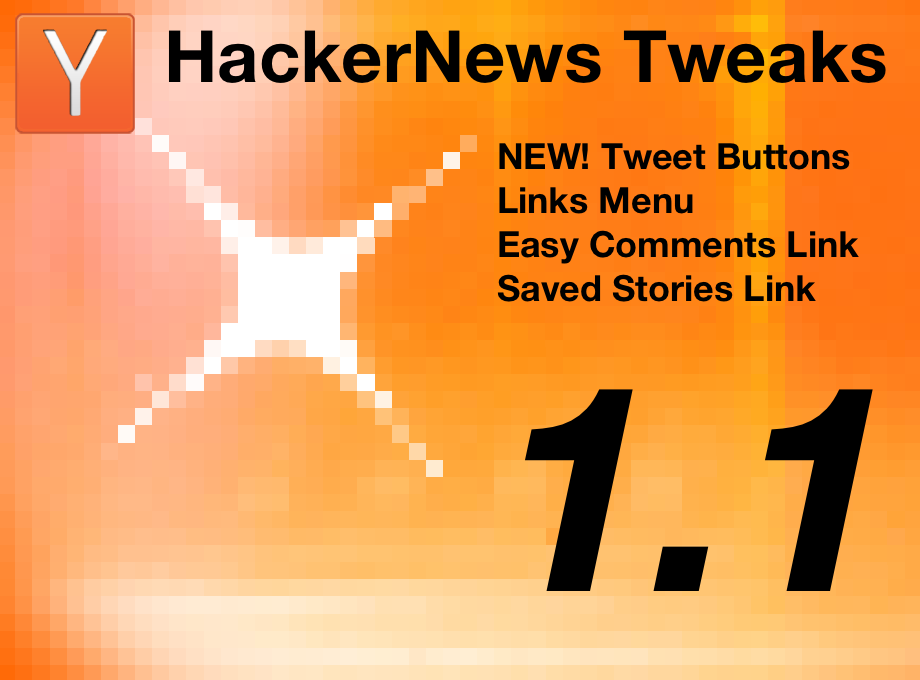 Y
HackerNews Tweaks
NEW! Tweet Buttons
Links Menu
Easy Comments Link
Saved Stories Link
1.1